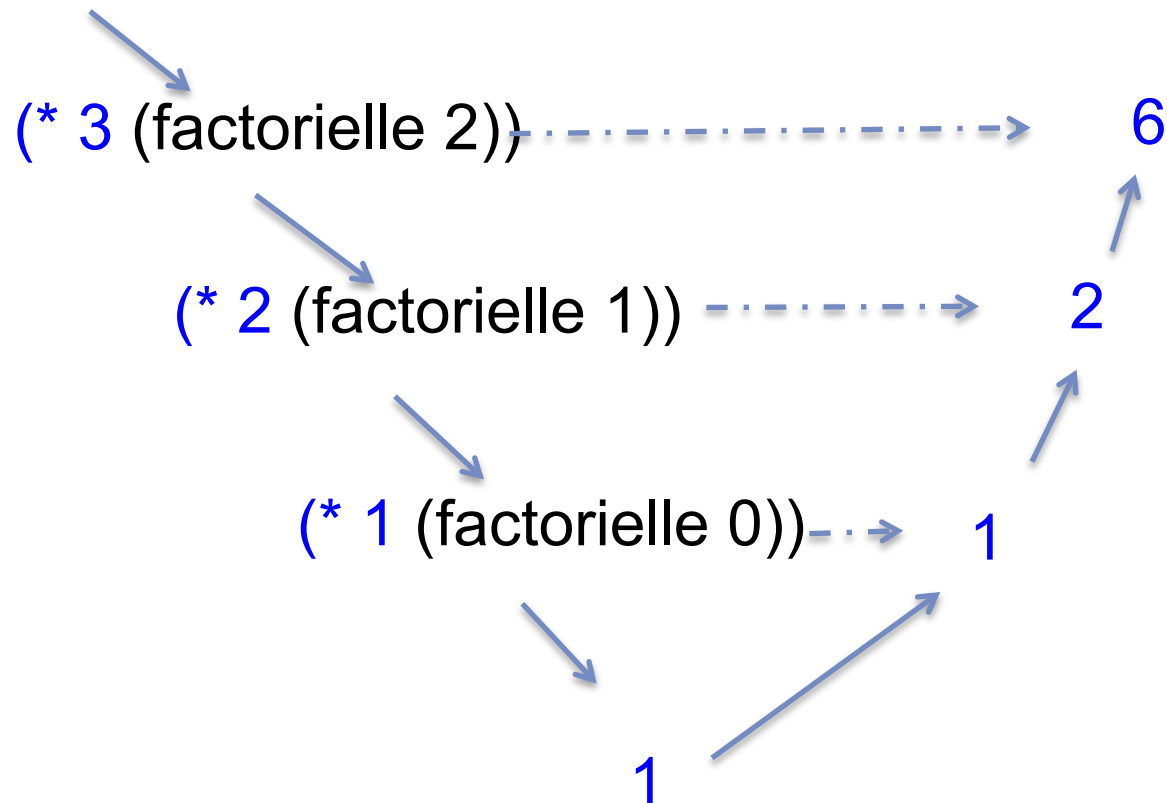 (* 3 (factorielle 2)) 6
(* 2 (factorielle 1)) 2
(* 1 (factorielle 0)) 1
1